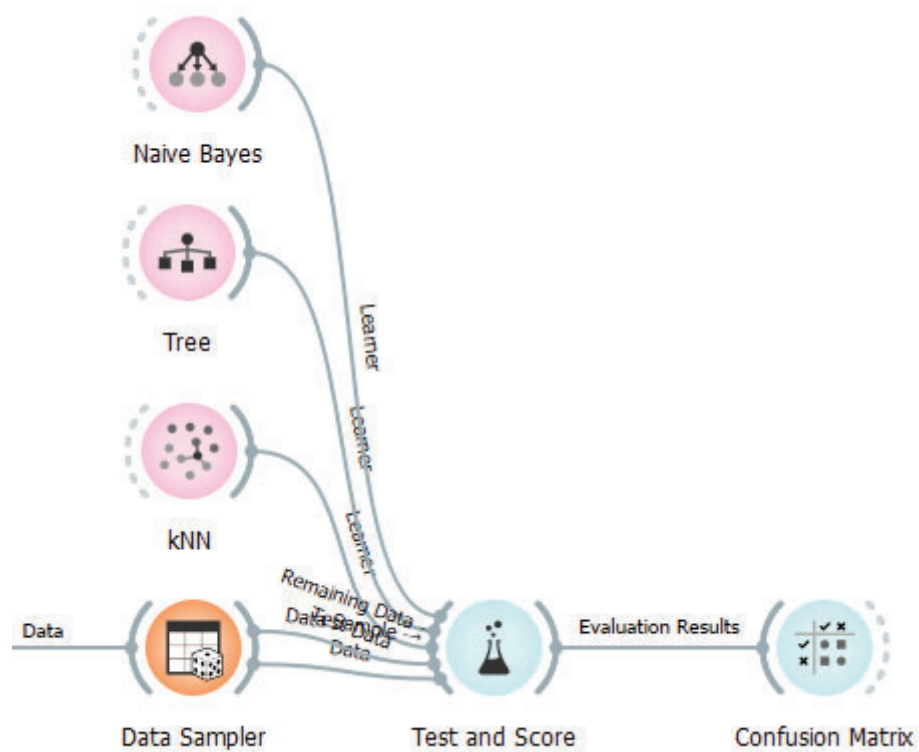 Naive Bayes
Learner
Tree
Learner
Learner
kNN
Remaining Data
Data
Data
Evaluation Results
Data Sampler
Test and Score
Confusion Matrix